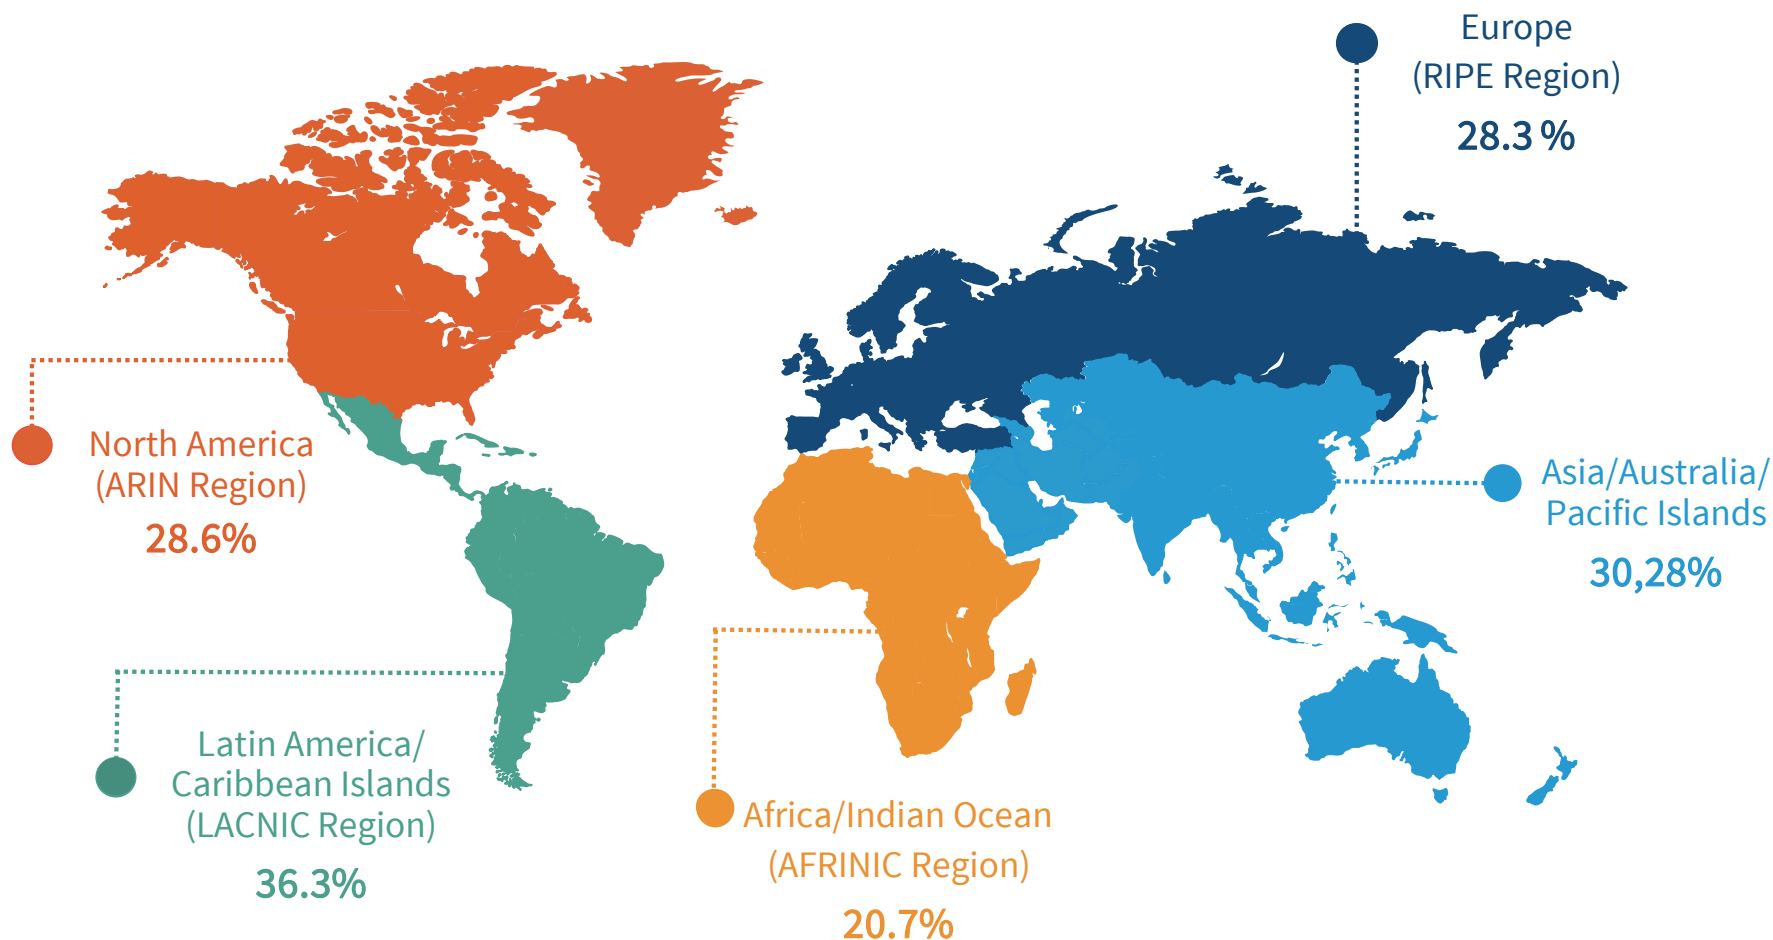 Europe
(RIPE Region)
28.3 %
North America
(ARIN Region)
28.6%
Asia/Australia/
Pacific Islands
30,28%
Latin America/
Caribbean Islands
(LACNIC Region)
36.3%
Africa/Indian Ocean
(AFRINIC Region)
20.7%